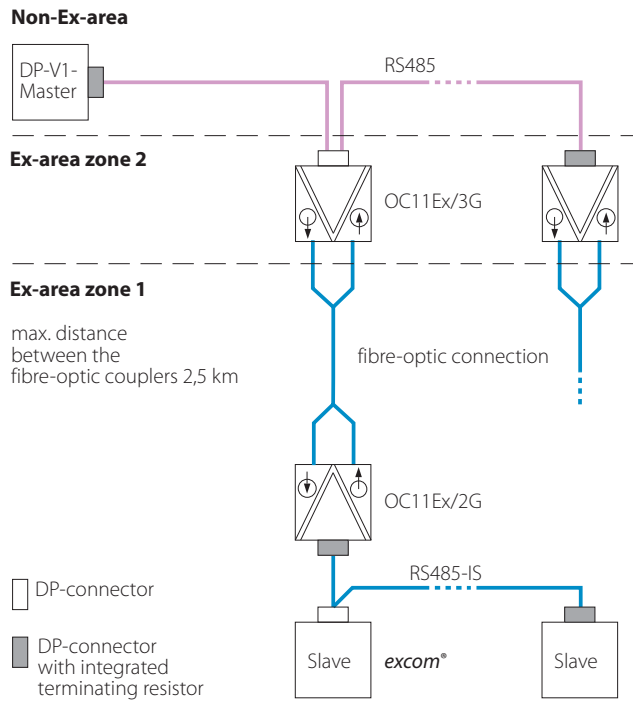 Non-Ex-area
DP-V1-
Master
RS485
Ex-area zone 2
OC11Ex/3G
Ex-area zone 1
max. distance
between the
fibre-optic couplers 2,5 km
fibre-optic connection
OC11Ex/2G
RS485-IS
DP-connector
DP-connector
with integrated
terminating resistor
Slave
excom®
Slave